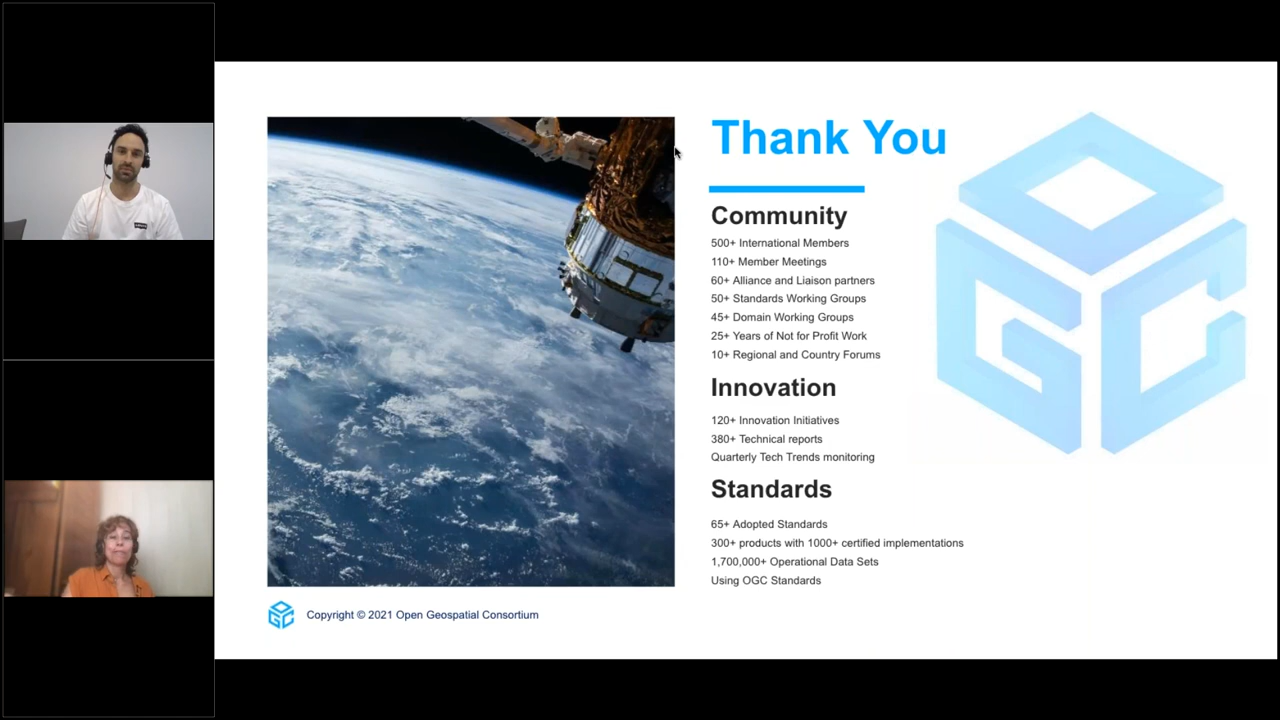 Thank You
Community
500+ International Members
110+ Member Meetings
60+ Alliance and Liaison partners
50+ Standards Working Groups
45+ Domain Working Groups
25+ Years of Not for Profit Work
10+ Regional and Country Forums
Innovation
120+ Innovation Initiatives
380+ Technical reports
Quarterly Tech Trends monitoring
Standards
65+ Adopted Standards
300+ products with 1000+ certified implementations
1,700,000+ Operational Data Sets
Using OGC Standards
OGC
OGC Copyright © 2021 Open Geospatial Consortium